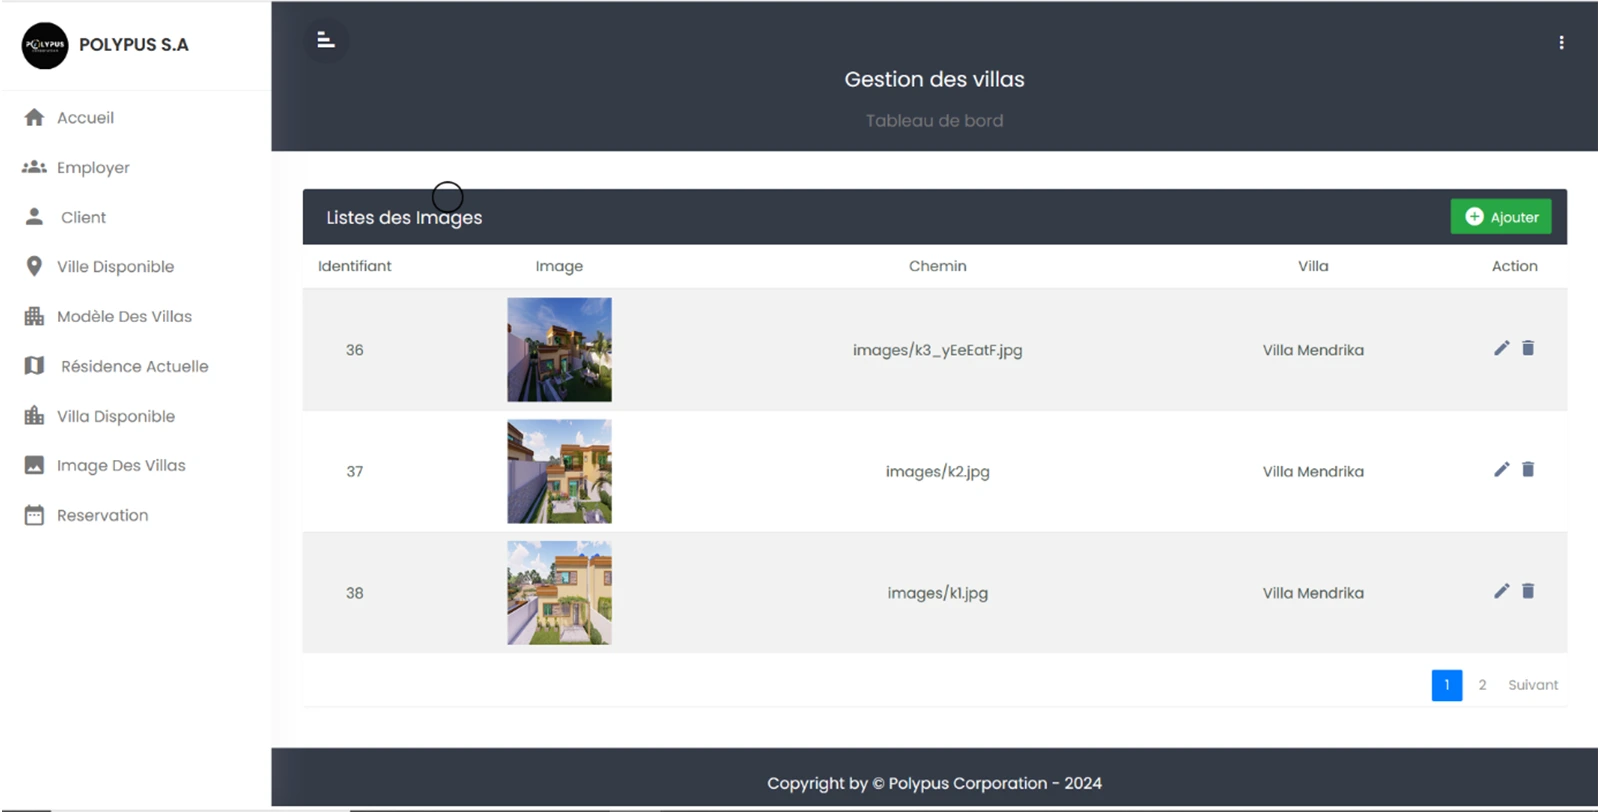 POLYPUS
POLYPUS S.A
Accueil
Employer
Client
Ville Disponible
Modèle Des Villas
Résidence Actuelle
Villa Disponible
Image Des Villas
Reservation
Gestion des villas
Tableau de bord
Listes des Images
Ajouter
Identifiant Image Chemin Villa Action
36 images/k3_yEeEatF.jpg Villa Mendrika
37 images/k2.jpg Villa Mendrika
38 images/k1.jpg Villa Mendrika
1 2 Suivant
Copyright by © Polypus Corporation - 2024